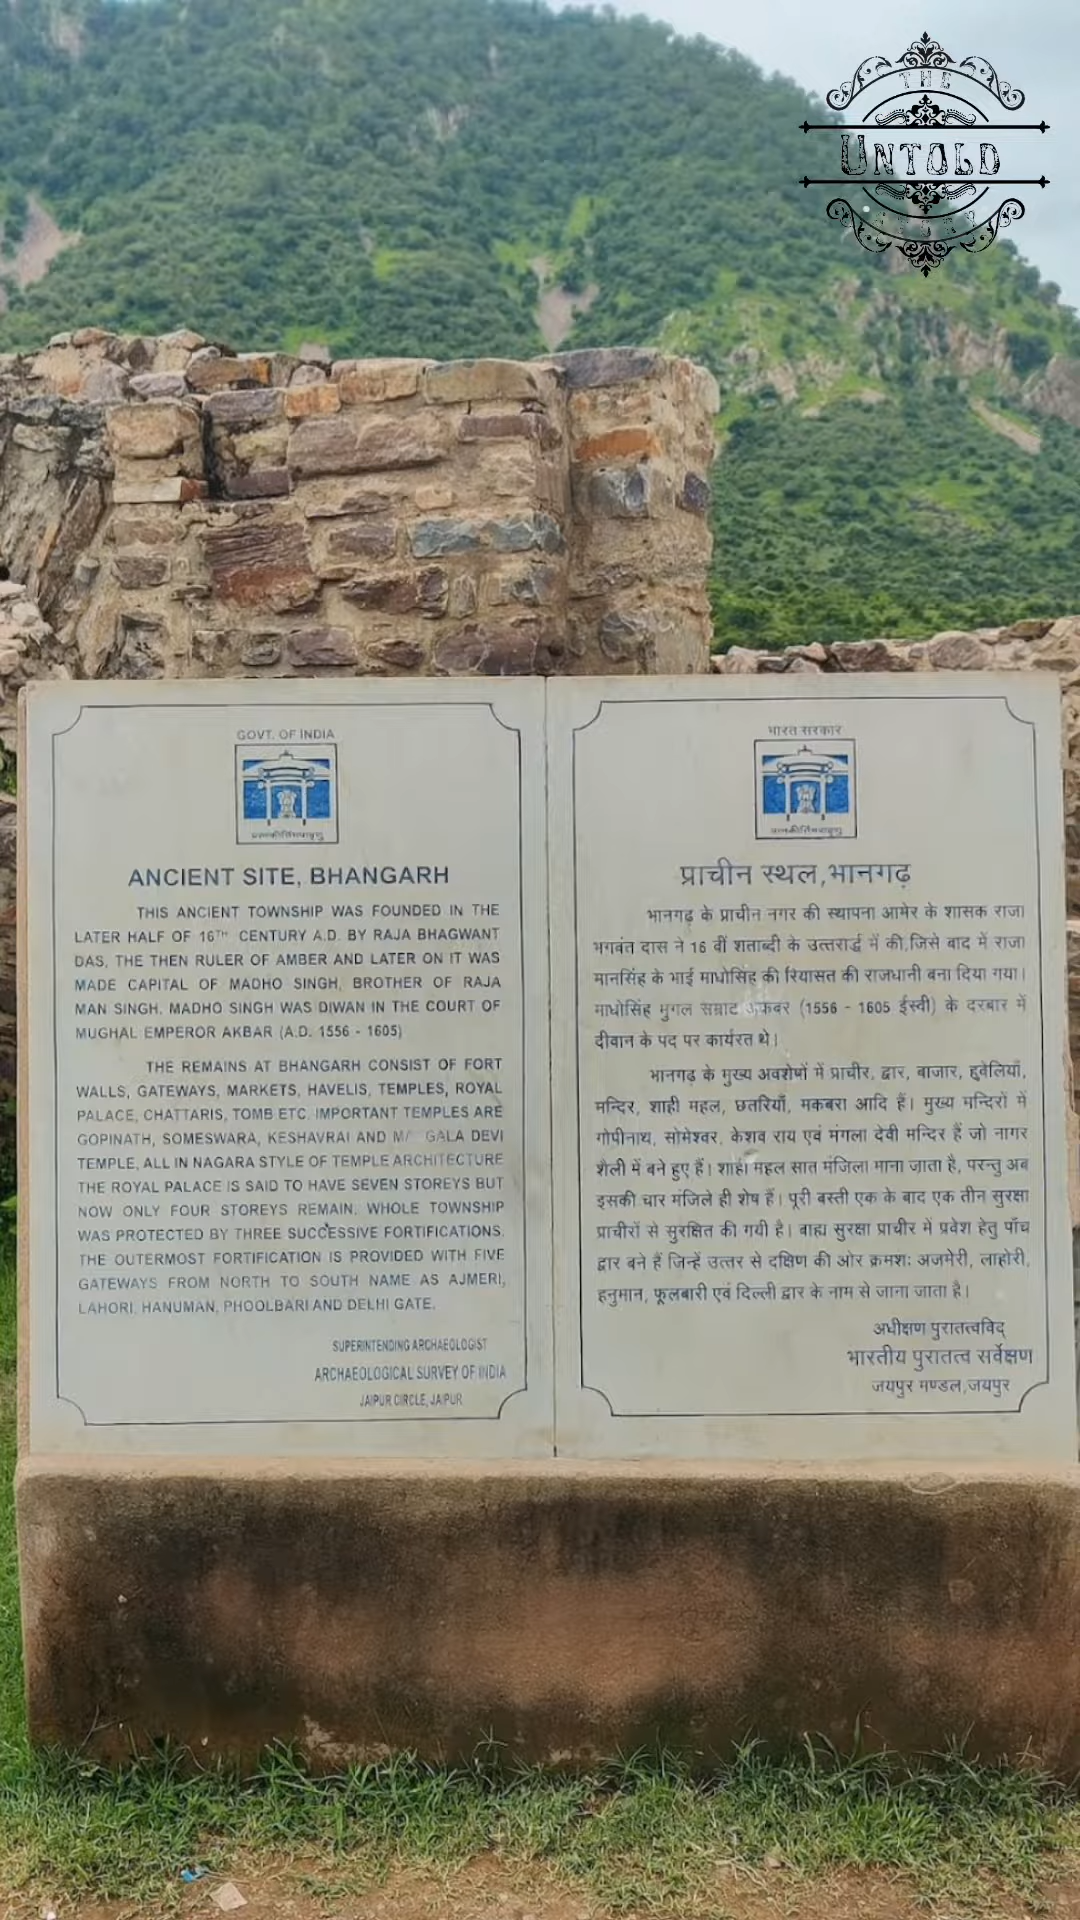 THE
UNTOLD
GOVT. OF INDIA
प्रत्नकीर्तिमपावृणु
ANCIENT SITE, BHANGARH
THIS ANCIENT TOWNSHIP WAS FOUNDED IN THE
LATER HALF OF 16TH CENTURY A.D. BY RAJA BHAGWANT
DAS, THE THEN RULER OF AMBER AND LATER ON IT WAS
MADE CAPITAL OF MADHO SINGH, BROTHER OF RAJA
MAN SINGH. MADHO SINGH WAS DIWAN IN THE COURT OF
MUGHAL EMPEROR AKBAR (A.D. 1556 - 1605)
THE REMAINS AT BHANGARH CONSIST OF FORT
WALLS, GATEWAYS, MARKETS, HAVELIS, TEMPLES, ROYAL
PALACE, CHATTARIS, TOMB ETC. IMPORTANT TEMPLES ARE
GOPINATH, SOMESWARA, KESHAVRAI AND MA GALA DEVI
TEMPLE, ALL IN NAGARA STYLE OF TEMPLE ARCHITECTURE
THE ROYAL PALACE IS SAID TO HAVE SEVEN STOREYS BUT
NOW ONLY FOUR STOREYS REMAIN. WHOLE TOWNSHIP
WAS PROTECTED BY THREE SUCCESSIVE FORTIFICATIONS.
THE OUTERMOST FORTIFICATION IS PROVIDED WITH FIVE
GATEWAYS FROM NORTH TO SOUTH NAME AS AJMERI,
LAHORI, HANUMAN, PHOOLBARI AND DELHI GATE.
SUPERINTENDING ARCHAEOLOGIST
ARCHAEOLOGICAL SURVEY OF INDIA
JAIPUR CIRCLE, JAIPUR
भारत सरकार
प्रत्नकीर्तिमपावृणु
प्राचीन स्थल,भानगढ़
भानगढ़ के प्राचीन नगर की स्थापना आमेर के शासक राजा
भगवंत दास ने 16 वीं शताब्दी के उत्तरार्द्ध में की,जिसे बाद में राजा
मानसिंह के भाई माधोसिंह की रियासत की राजधानी बना दिया गया।
माधोसिंह मुगल सम्राट अकबर (1556 - 1605 ईस्वी) के दरबार में
दीवान के पद पर कार्यरत थे।
भानगढ़ के मुख्य अवशेषों में प्राचीर, द्वार, बाजार, हवेलियाँ,
मन्दिर, शाही महल, छतरियाँ, मकबरा आदि हैं। मुख्य मन्दिरों में
गोपीनाथ, सोमेश्वर, केशव राय एवं मंगला देवी मन्दिर हैं जो नागर
शैली में बने हुए हैं। शाही महल सात मंजिला माना जाता है, परन्तु अब
इसकी चार मंजिले ही शेष हैं। पूरी बस्ती एक के बाद एक तीन सुरक्षा
प्राचीरों से सुरक्षित की गयी है। बाह्य सुरक्षा प्राचीर में प्रवेश हेतु पाँच
द्वार बने हैं जिन्हें उत्तर से दक्षिण की ओर क्रमशः अजमेरी, लाहोरी,
हनुमान, फूलबारी एवं दिल्ली द्वार के नाम से जाना जाता है।
अधीक्षण पुरातत्वविद्
भारतीय पुरातत्व सर्वेक्षण
जयपुर मण्डल,जयपुर